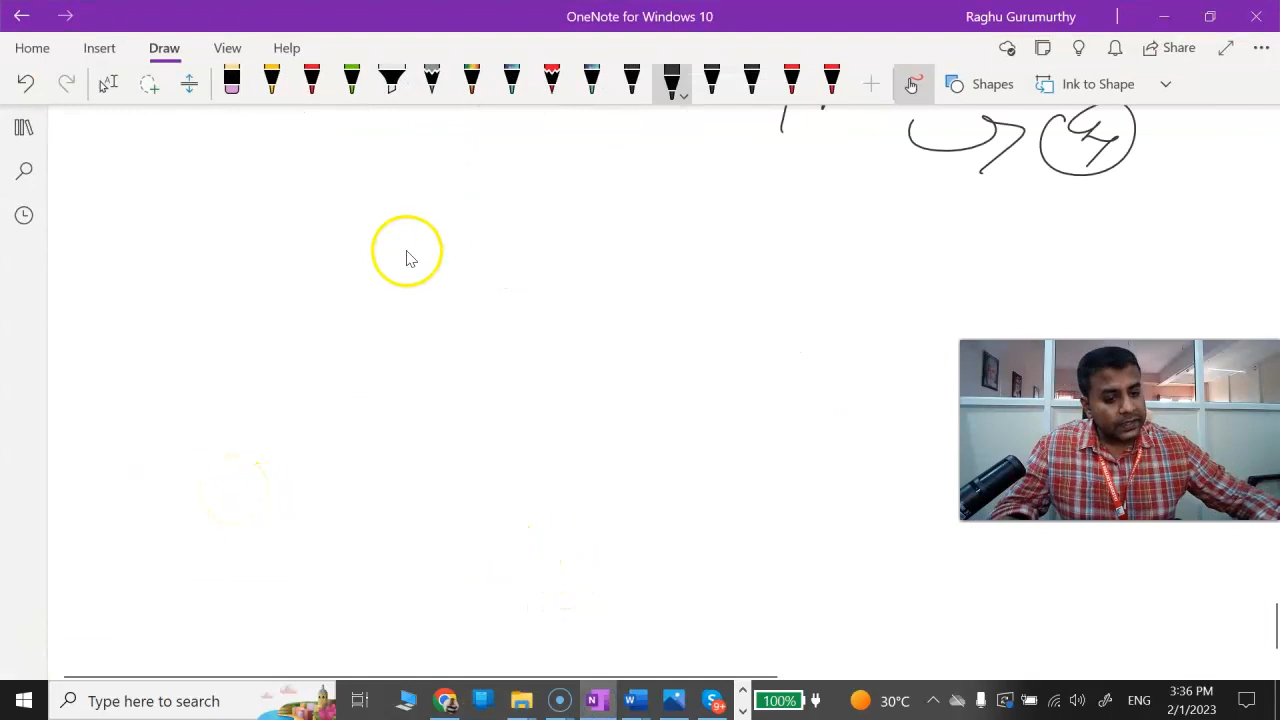 OneNote for Windows 10
Raghu Gurumurthy
Home Insert Draw View Help
Share
Shapes
Ink to Shape
Type here to search
9+
100%
30°C
ENG
3:36 PM
2/1/2023